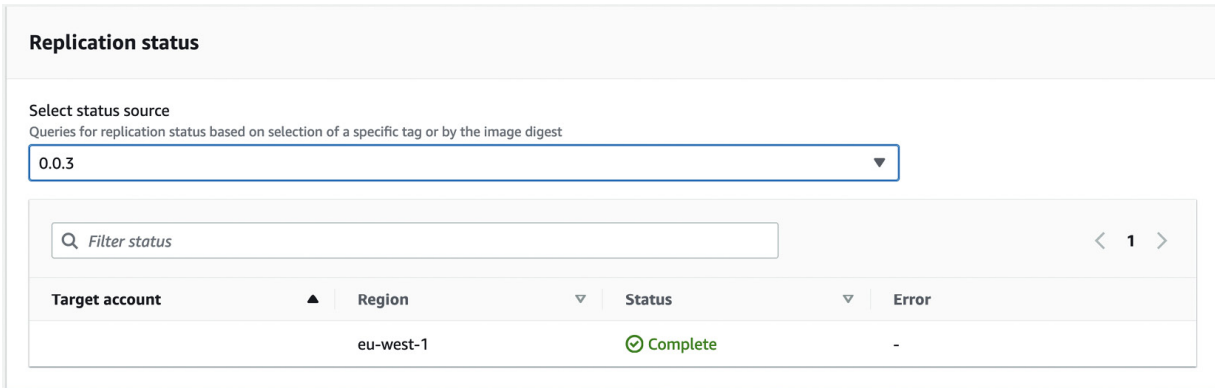 Replication status
Select status source
Queries for replication status based on selection of a specific tag or by the image digest
0.0.3
Filter status
1
Target account Region Status Error
eu-west-1 Complete -